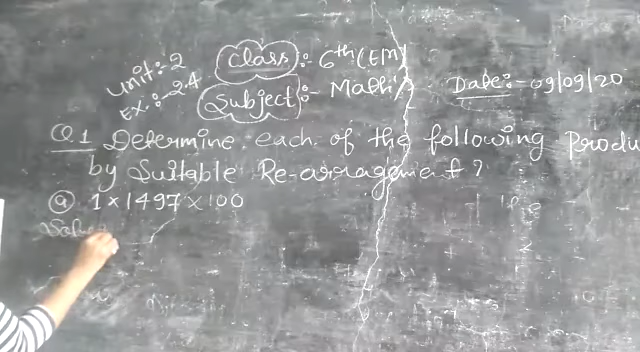 Unit:-2 Class:- 6th (EM)
Ex.:-2.4 Subject:- Maths Date:-09/09/20
Q.1 Determine each of the following Produ
by Suitable Re-arragement?
(a) 1×1497×100